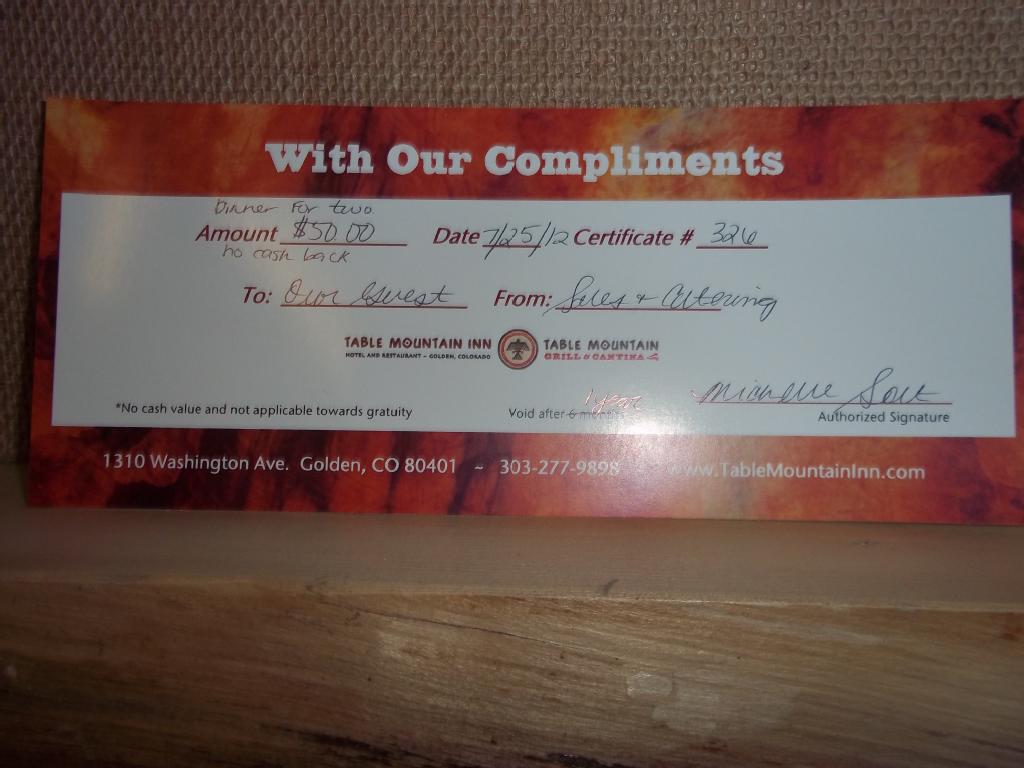 With Our Compliments
Dinner For two
Amount $50.00 Date 7/25/12 Certificate # 326
no cash back
To: Our Guest From: Sales + Catering
TABLE MOUNTAIN INN TABLE MOUNTAIN
HOTEL AND RESTAURANT - GOLDEN, COLORADO GRILL & CANTINA
1 year
*No cash value and not applicable towards gratuity Void after 6 months Michelle
Authorized Signature
1310 Washington Ave. Golden, CO 80401 ~ 303-277-9898 www.TableMountainInn.com